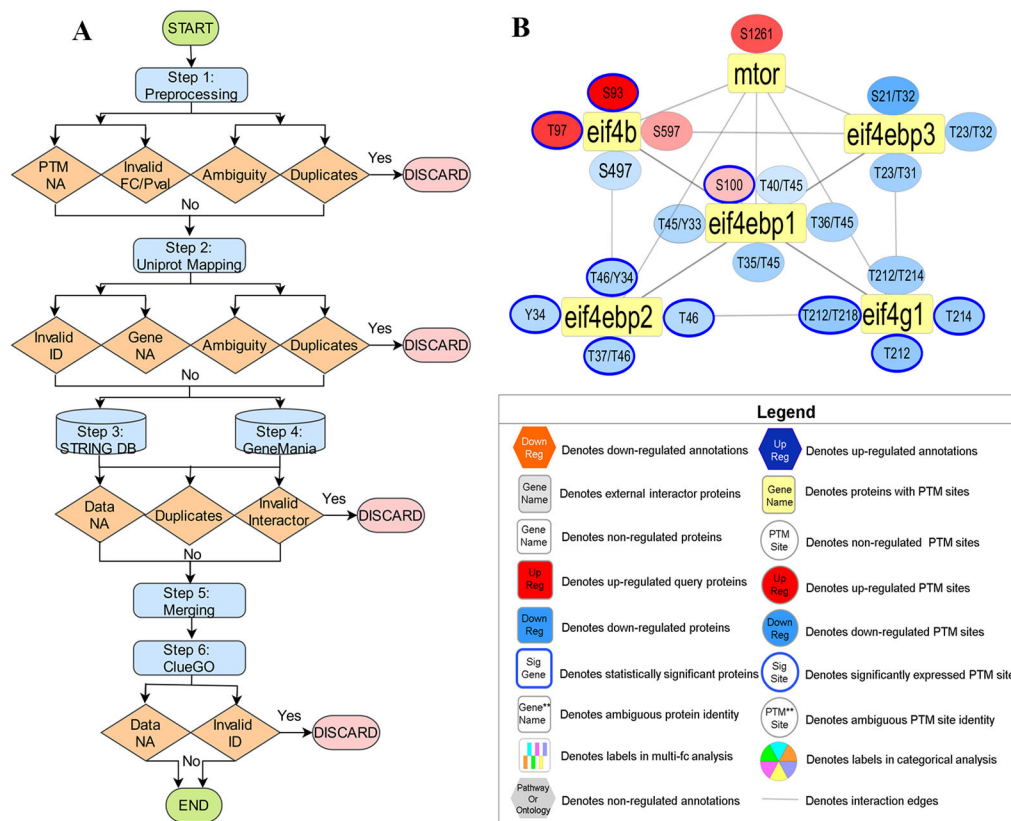 A
START
Step 1:
Preprocessing
PTM
NA
Invalid
FC/Pval
Ambiguity
Duplicates
Yes
DISCARD
No
Step 2:
Uniprot Mapping
Invalid
ID
Gene
NA
Ambiguity
Duplicates
Yes
DISCARD
No
Step 3:
STRING DB
Step 4:
GeneMania
Data
NA
Duplicates
Invalid
Interactor
Yes
DISCARD
No
Step 5:
Merging
Step 6:
ClueGO
Data
NA
Invalid
ID
Yes
DISCARD
No
END
B
S1261
mtor
S93
T97
eif4b
S597
S497
S21/T32
eif4ebp3
T23/T32
T23/T31
S100
T40/T45
T45/Y33
eif4ebp1
T36/T45
T35/T45
T46/Y34
Y34
eif4ebp2
T46
T37/T46
T212/T214
T212/T218
eif4g1
T214
T212
Legend
Down
Reg
Denotes down-regulated annotations
Up
Reg
Denotes up-regulated annotations
Gene
Name
Denotes external interactor proteins
Gene
Name
Denotes proteins with PTM sites
Gene
Name
Denotes non-regulated proteins
PTM
Site
Denotes non-regulated PTM sites
Up
Reg
Denotes up-regulated query proteins
Up
Reg
Denotes up-regulated PTM sites
Down
Reg
Denotes down-regulated proteins
Down
Reg
Denotes down-regulated PTM sites
Sig
Gene
Denotes statistically significant proteins
Sig
Site
Denotes significantly expressed PTM site
Gene**
Name
Denotes ambiguous protein identity
PTM**
Site
Denotes ambiguous PTM site identity
Denotes labels in multi-fc analysis
Denotes labels in categorical analysis
Pathway
Or
Ontology
Denotes non-regulated annotations
Denotes interaction edges